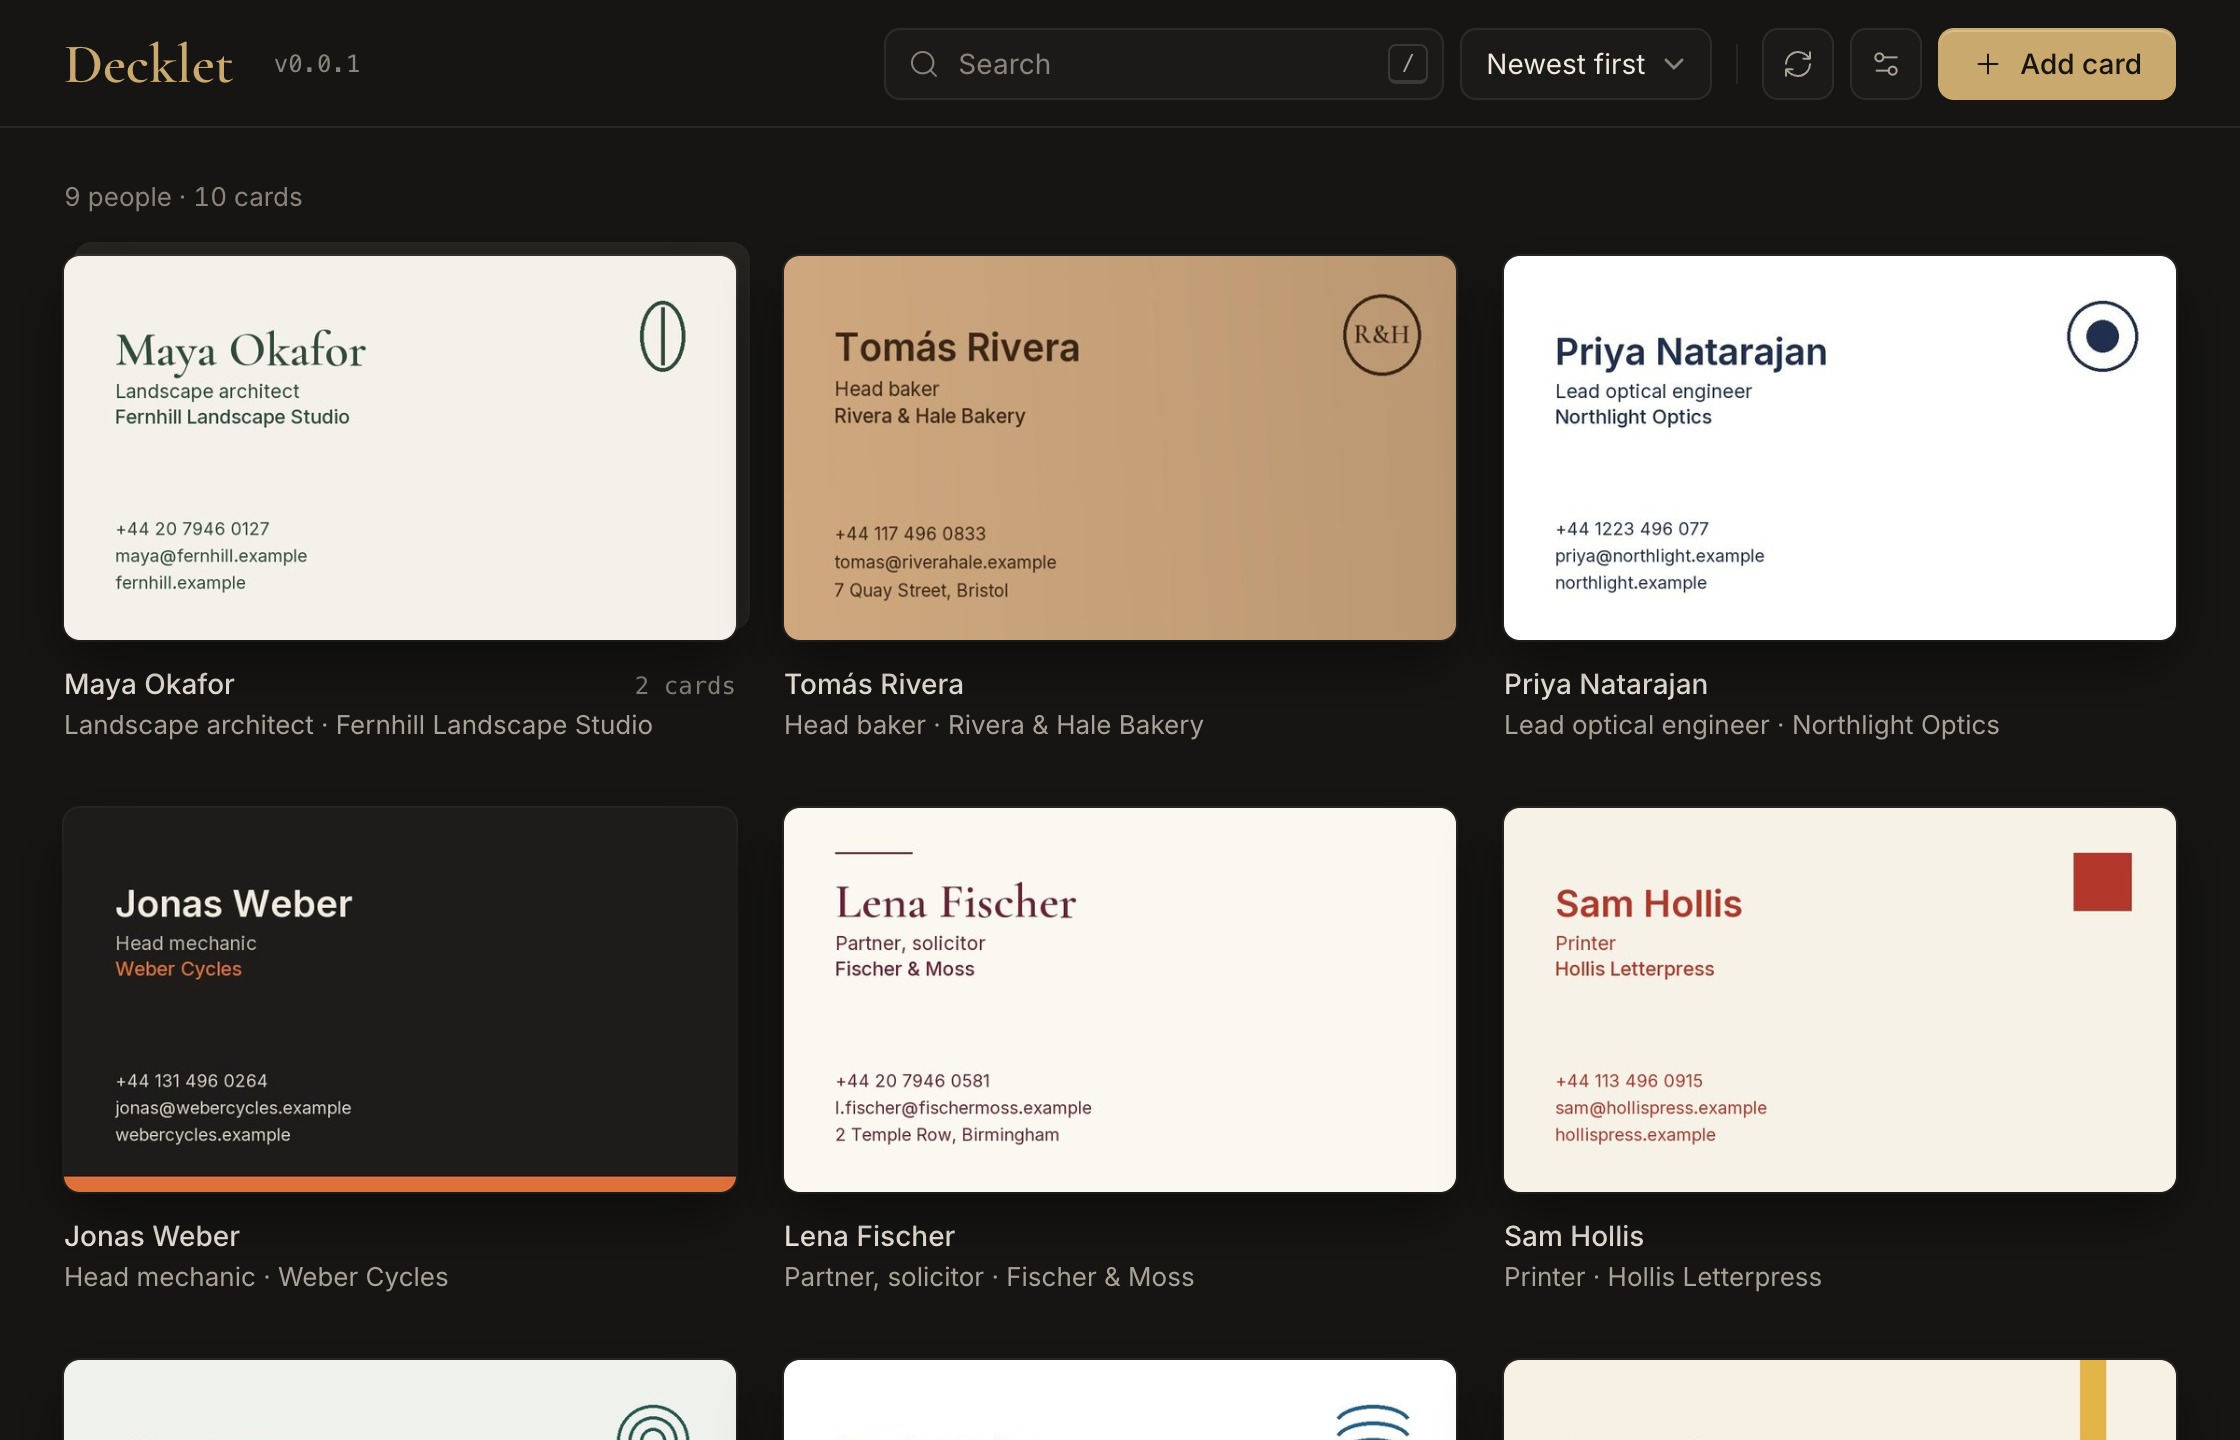 Decklet v0.0.1 Search / Newest first Add card
9 people · 10 cards
Maya Okafor
Landscape architect
Fernhill Landscape Studio
+44 20 7946 0127
maya@fernhill.example
fernhill.example
R&H
Tomás Rivera
Head baker
Rivera & Hale Bakery
+44 117 496 0833
tomas@riverahale.example
7 Quay Street, Bristol
Priya Natarajan
Lead optical engineer
Northlight Optics
+44 1223 496 077
priya@northlight.example
northlight.example
Maya Okafor 2 cards
Landscape architect · Fernhill Landscape Studio
Tomás Rivera
Head baker · Rivera & Hale Bakery
Priya Natarajan
Lead optical engineer · Northlight Optics
Jonas Weber
Head mechanic
Weber Cycles
+44 131 496 0264
jonas@webercycles.example
webercycles.example
Lena Fischer
Partner, solicitor
Fischer & Moss
+44 20 7946 0581
l.fischer@fischermoss.example
2 Temple Row, Birmingham
Sam Hollis
Printer
Hollis Letterpress
+44 113 496 0915
sam@hollispress.example
hollispress.example
Jonas Weber
Head mechanic · Weber Cycles
Lena Fischer
Partner, solicitor · Fischer & Moss
Sam Hollis
Printer · Hollis Letterpress